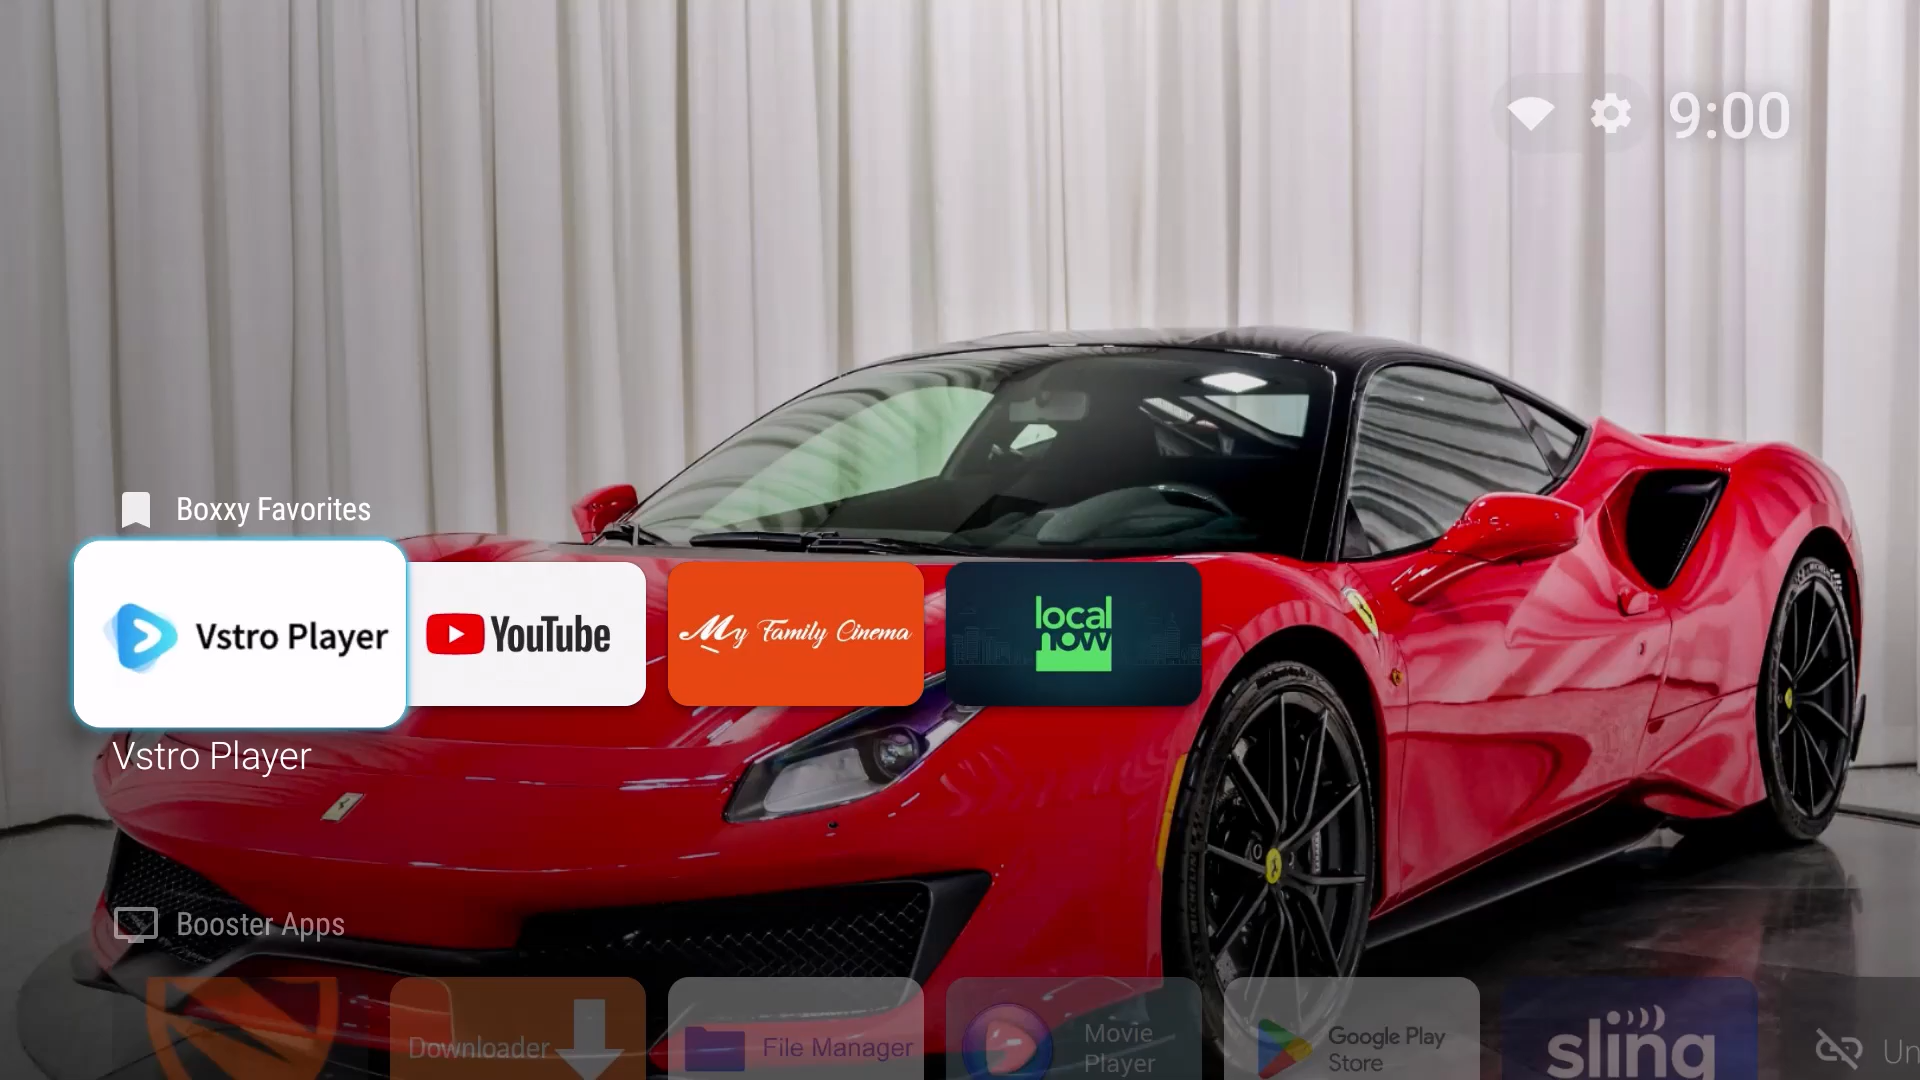 9:00
Boxxy Favorites
Vstro Player
YouTube
My Family Cinema
local
now
Vstro Player
Booster Apps
Downloader
File Manager
Movie
Player
Google Play
Store
sling
Un